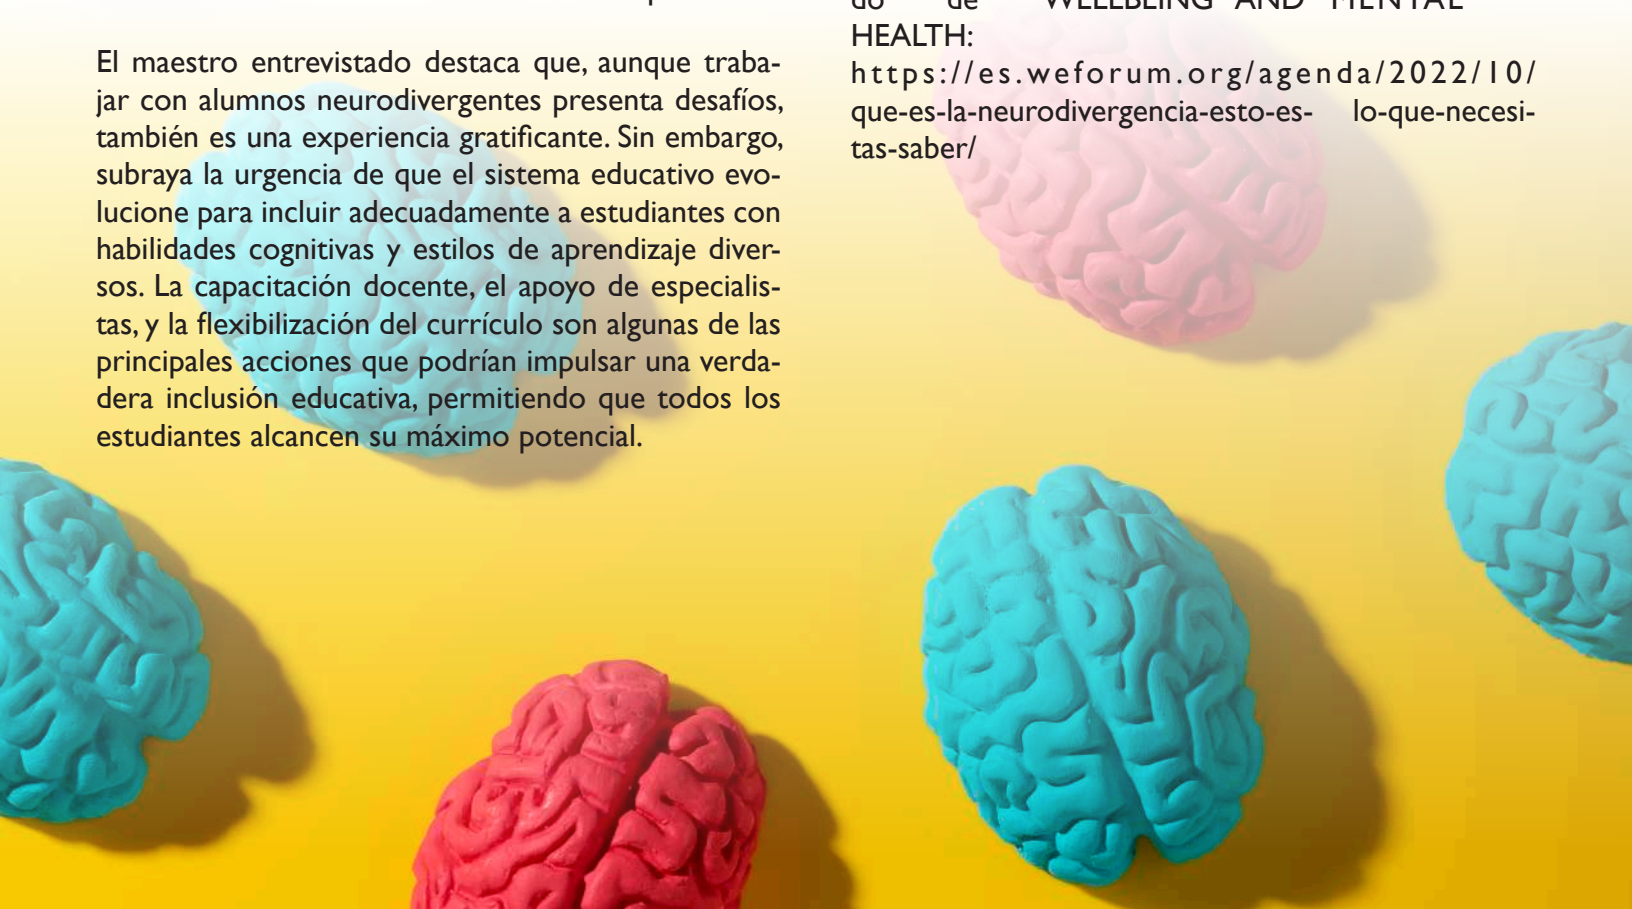 El maestro entrevistado destaca que, aunque traba-
jar con alumnos neurodivergentes presenta desafíos,
también es una experiencia gratificante. Sin embargo,
subraya la urgencia de que el sistema educativo evo-
lucione para incluir adecuadamente a estudiantes con
habilidades cognitivas y estilos de aprendizaje diver-
sos. La capacitación docente, el apoyo de especialis-
tas, y la flexibilización del currículo son algunas de las
principales acciones que podrían impulsar una verda-
dera inclusión educativa, permitiendo que todos los
estudiantes alcancen su máximo potencial.
do de WELLBEING AND MENTAL
HEALTH:
https://es.weforum.org/agenda/2022/10/
que-es-la-neurodivergencia-esto-es- lo-que-necesi-
tas-saber/